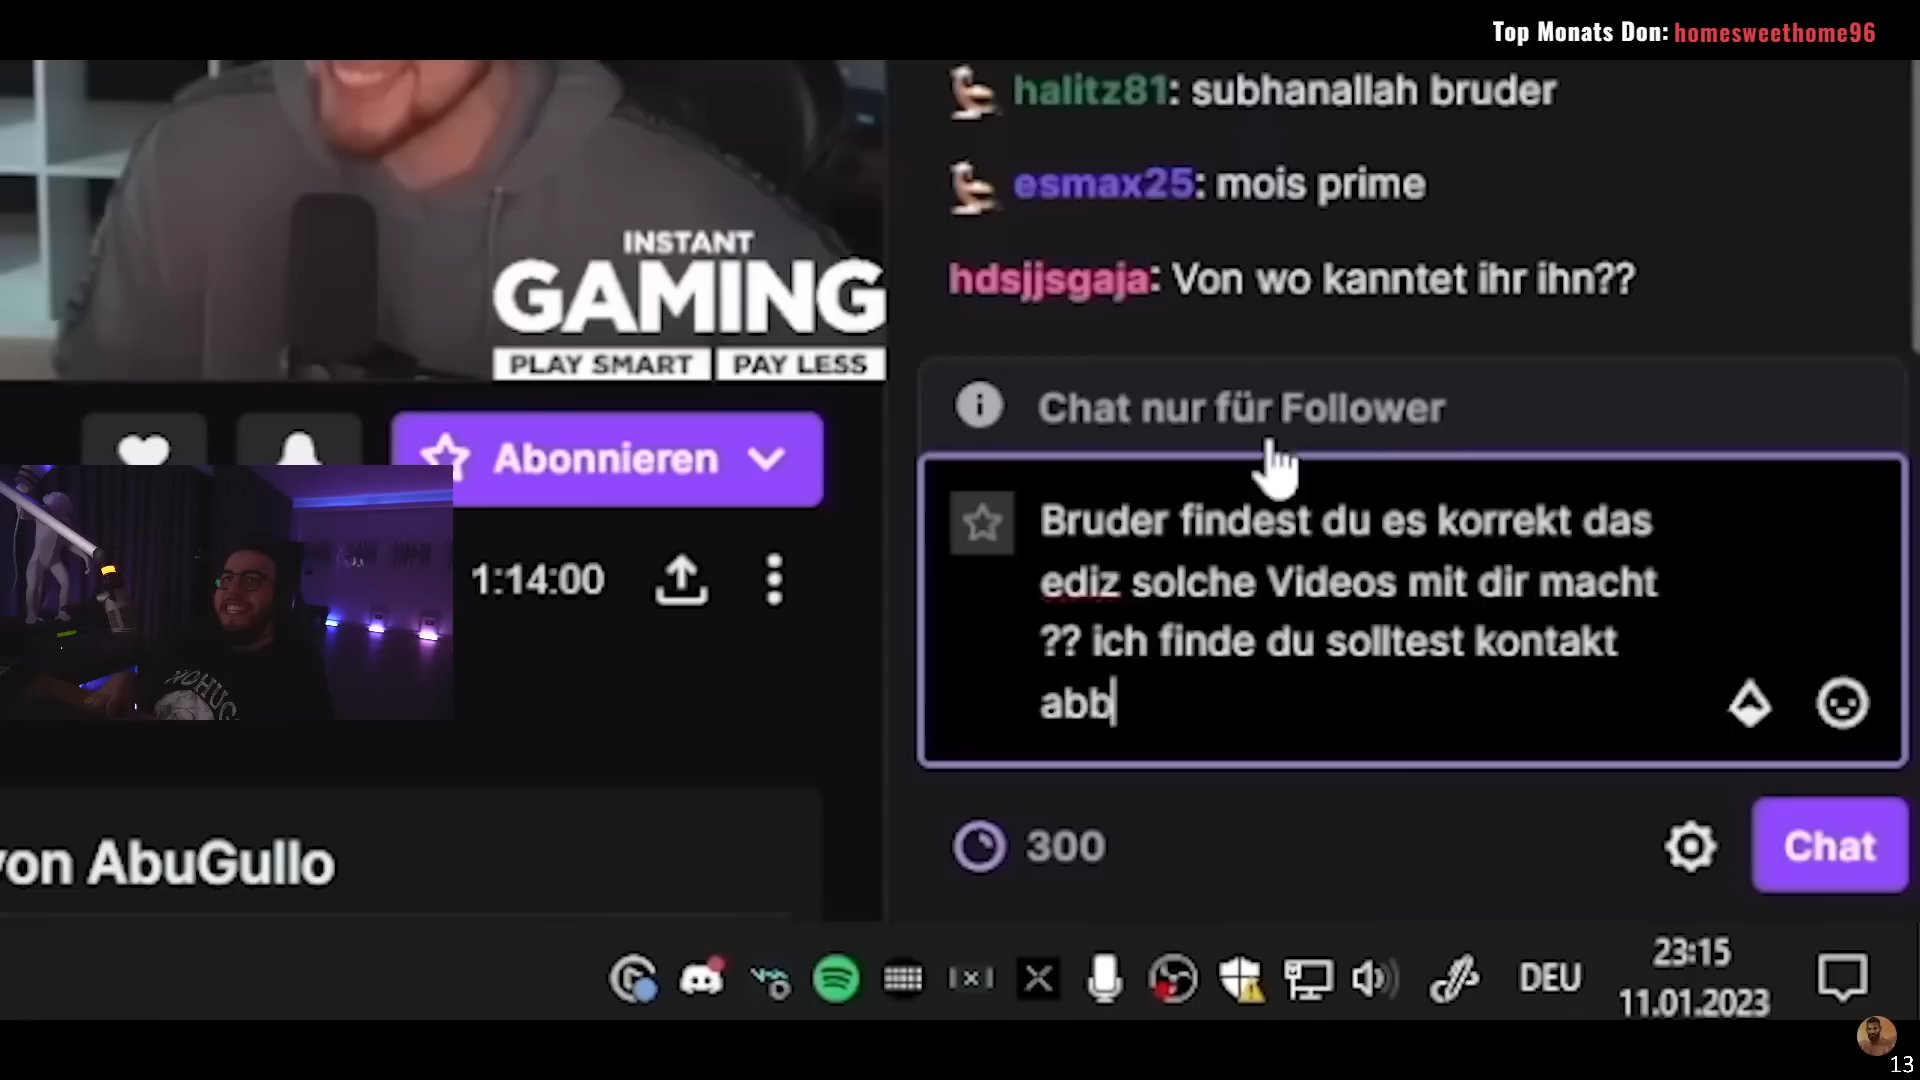 Top Monats Don: homesweethome96
halitz81: subhanallah bruder
esmax25: mois prime
hdsjjsgaja: Von wo kanntet ihr ihn??
INSTANT
GAMING
PLAY SMART PAY LESS
Chat nur für Follower
Abonnieren
Bruder findest du es korrekt das
ediz solche Videos mit dir macht
?? ich finde du solltest kontakt
abb
1:14:00
von AbuGullo
300
Chat
DEU
23:15
11.01.2023
13